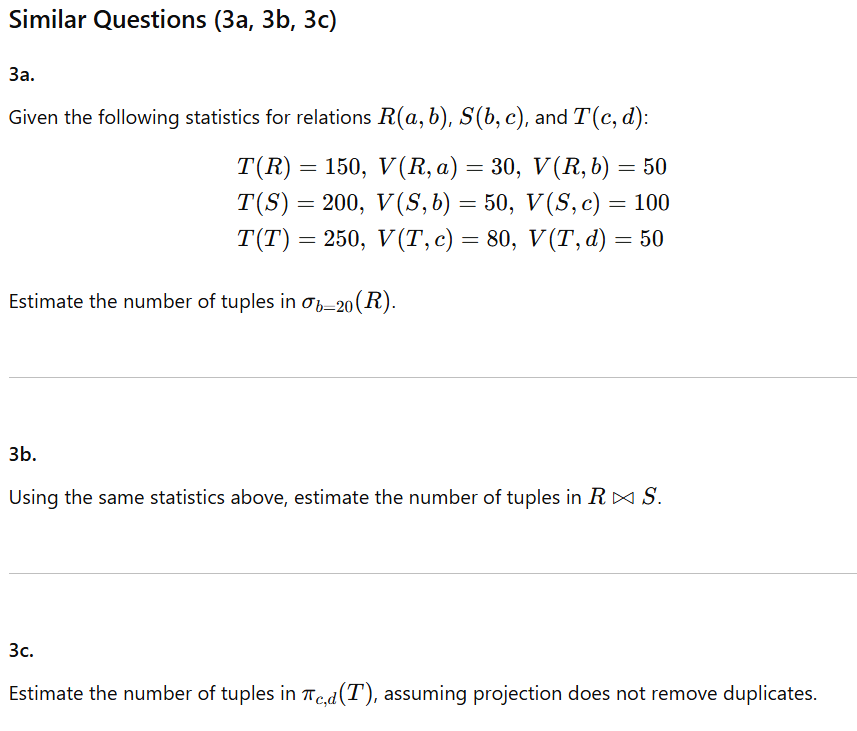 Similar Questions (3a, 3b, 3c)
3a.
Given the following statistics for relations R(a, b), S(b, c), and T(c, d):
T(R) = 150, V(R, a) = 30, V(R, b) = 50
T(S) = 200, V(S, b) = 50, V(S, c) = 100
T(T) = 250, V(T, c) = 80, V(T, d) = 50
Estimate the number of tuples in σ_{b=20}(R).
3b.
Using the same statistics above, estimate the number of tuples in R ⋈ S.
3c.
Estimate the number of tuples in π_{c,d}(T), assuming projection does not remove duplicates.